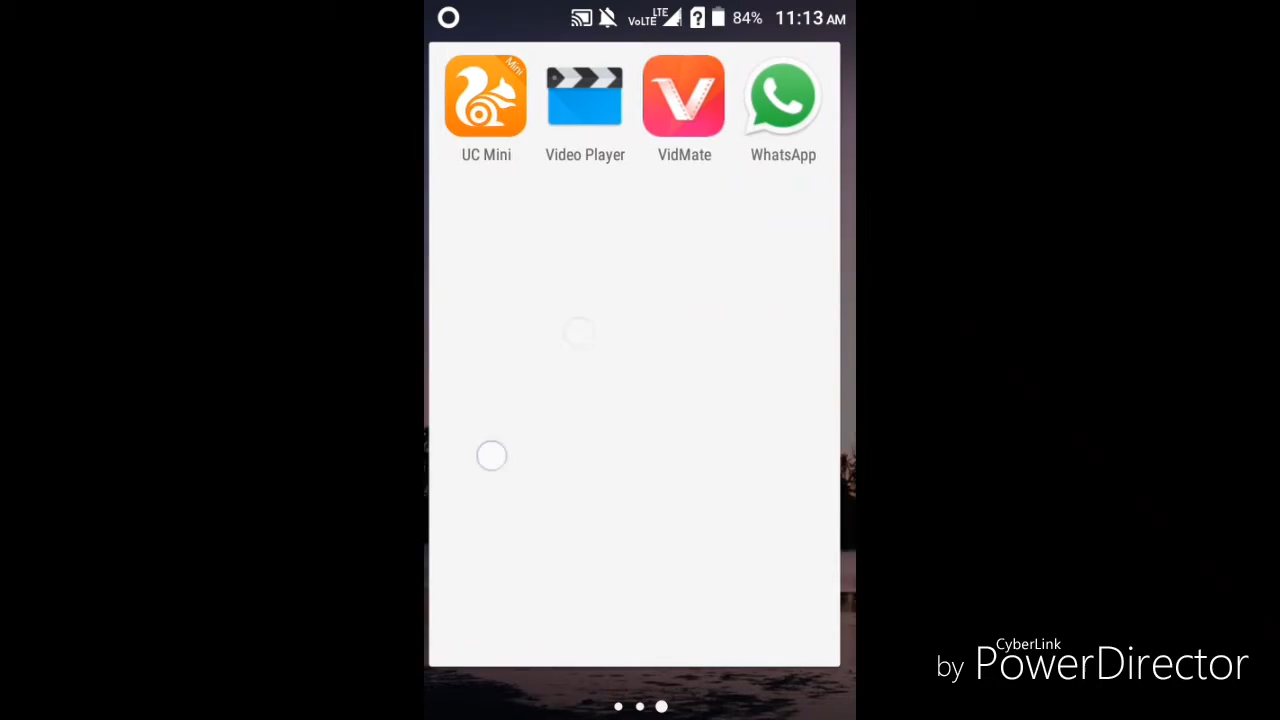 VoLTE LTE ? 84% 11:13 AM
Mini
UC Mini Video Player VidMate WhatsApp
CyberLink
by PowerDirector